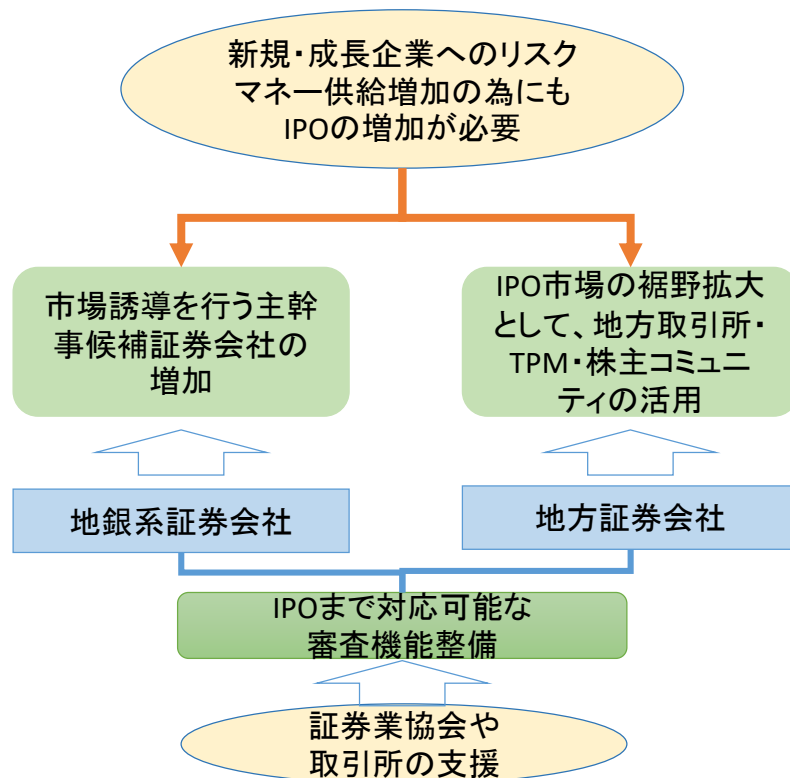 新規・成長企業へのリスク
マネー供給増加の為にも
IPOの増加が必要
市場誘導を行う主幹
事候補証券会社の
増加
IPO市場の裾野拡大
として、地方取引所・
TPM・株主コミュニ
ティの活用
地銀系証券会社
地方証券会社
IPOまで対応可能な
審査機能整備
証券業協会や
取引所の支援